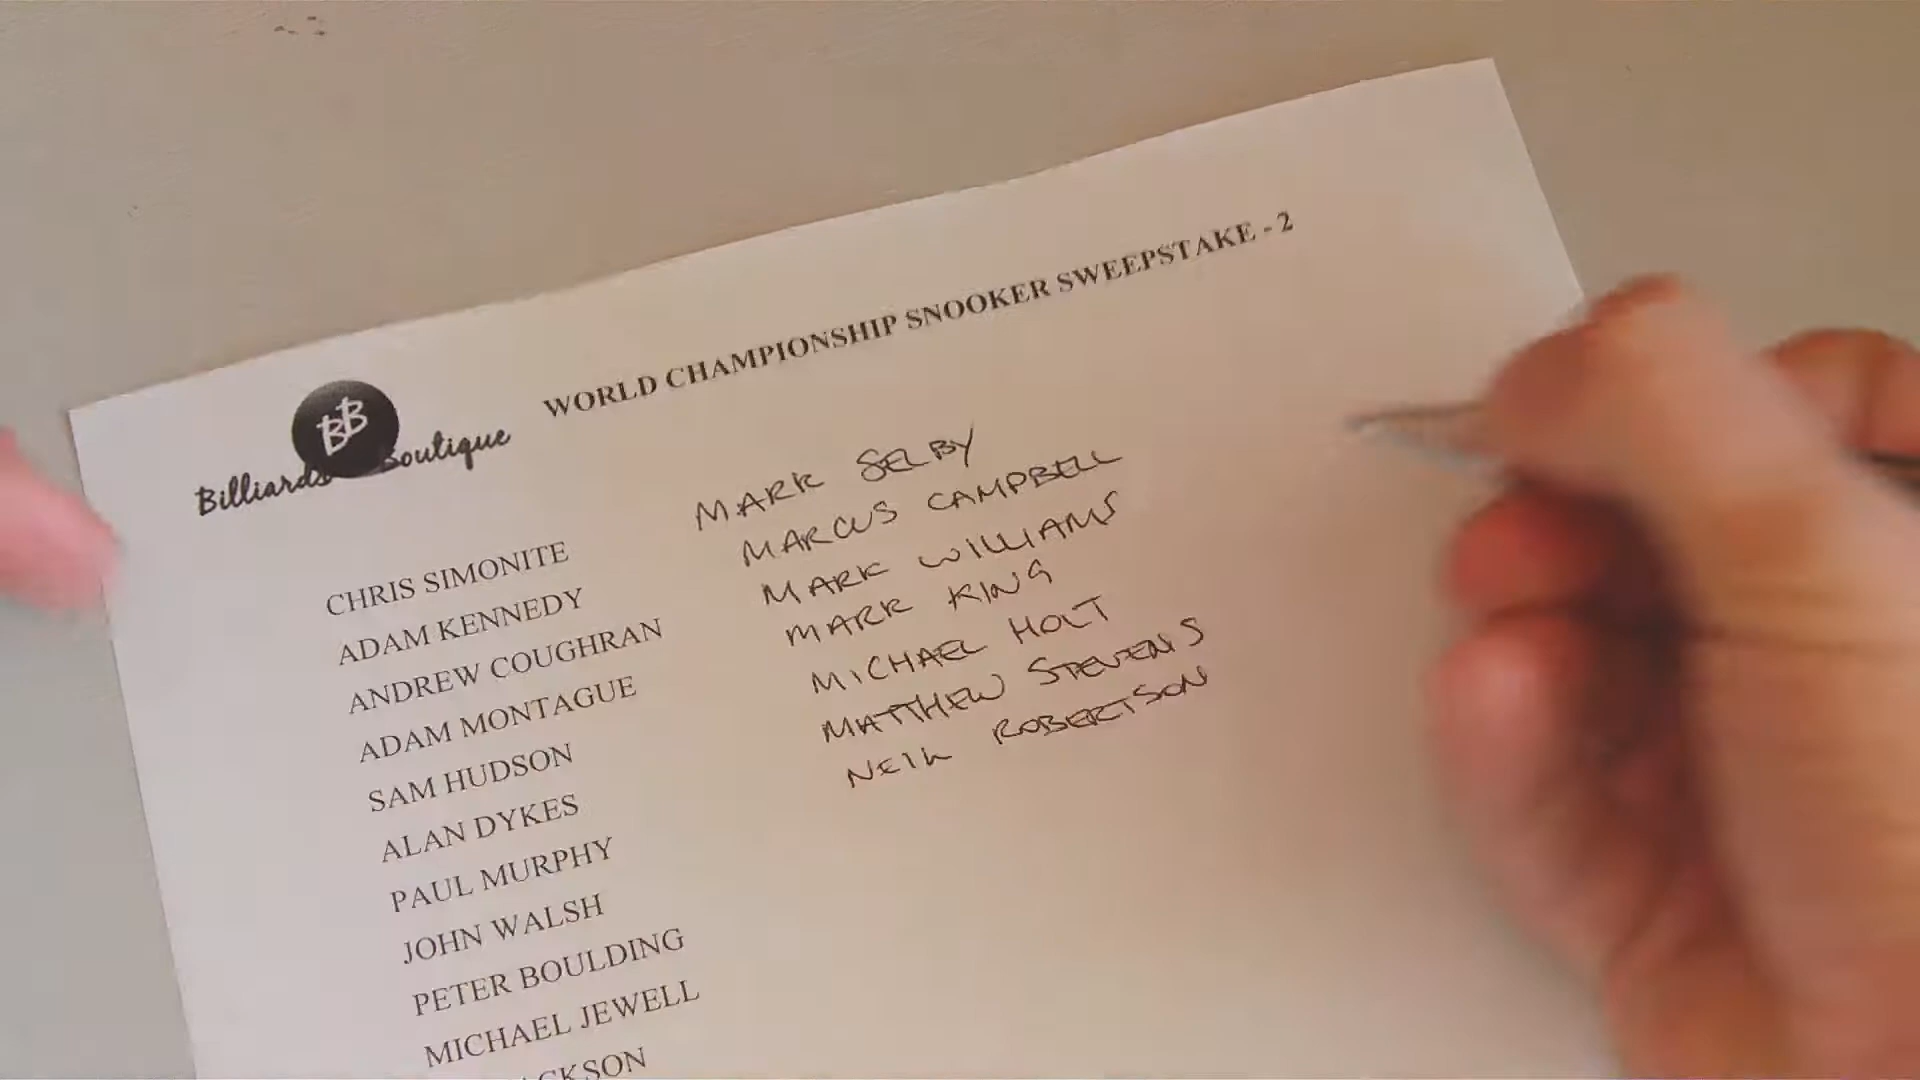 WORLD CHAMPIONSHIP SNOOKER SWEEPSTAKE - 2
BB
Billiards Boutique
CHRIS SIMONITE MARK SELBY
ADAM KENNEDY MARCUS CAMPBELL
ANDREW COUGHRAN MARK WILLIAMS
ADAM MONTAGUE MARK KING
SAM HUDSON MICHAEL HOLT
ALAN DYKES MATTHEW STEVENS
PAUL MURPHY NEIL ROBERTSON
JOHN WALSH
PETER BOULDING
MICHAEL JEWELL